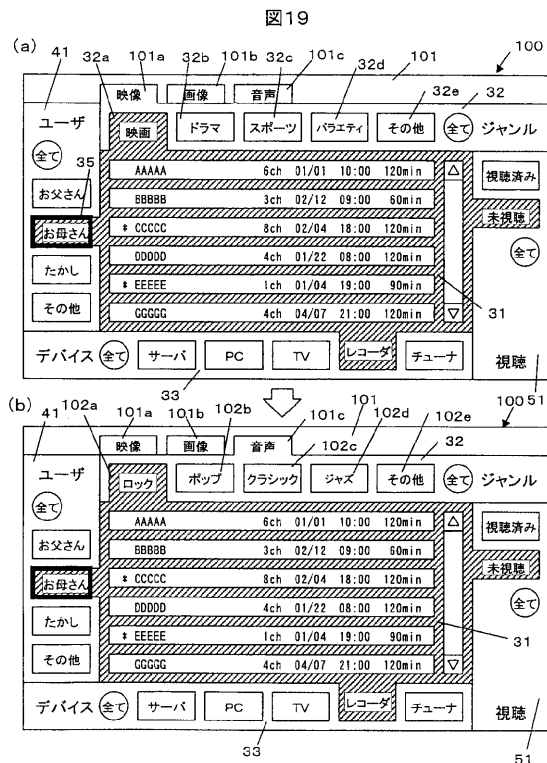 図19
(a)
41
32a
101a
32b
101b
32c
101c
32d
101
100
32e
32
映像
画像
音声
ユーザ
映画
ドラマ
スポーツ
バラエティ
その他
全て
ジャンル
全て
35
お父さん
お母さん
たかし
その他
AAAAA 6ch 01/01 10:00 120min
BBBBB 3ch 02/12 09:00 60min
* CCCCC 8ch 02/04 18:00 120min
DDDDD 4ch 01/22 08:00 120min
* EEEEE 1ch 01/04 19:00 90min
GGGGG 4ch 04/07 21:00 120min
視聴済み
未視聴
全て
31
デバイス
全て
サーバ
PC
TV
レコーダ
チューナ
視聴
33
51
(b)
41
102a
101a
101b
102b
101c
102c
101
102d
102e
100
32
映像
画像
音声
ユーザ
ロック
ポップ
クラシック
ジャズ
その他
全て
ジャンル
全て
お父さん
お母さん
たかし
その他
AAAAA 6ch 01/01 10:00 120min
BBBBB 3ch 02/12 09:00 60min
* CCCCC 8ch 02/04 18:00 120min
DDDDD 4ch 01/22 08:00 120min
* EEEEE 1ch 01/04 19:00 90min
GGGGG 4ch 04/07 21:00 120min
視聴済み
未視聴
全て
31
デバイス
全て
サーバ
PC
TV
レコーダ
チューナ
視聴
33
51